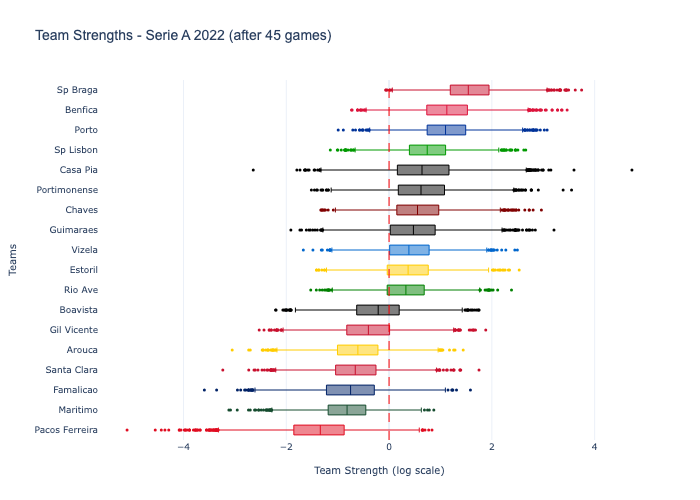 Team Strengths - Serie A 2022 (after 45 games)
Sp Braga
Benfica
Porto
Sp Lisbon
Casa Pia
Portimonense
Chaves
Guimaraes
Vizela
Estoril
Rio Ave
Boavista
Gil Vicente
Arouca
Santa Clara
Famalicao
Maritimo
Pacos Ferreira
Teams
−4 −2 0 2 4
Team Strength (log scale)